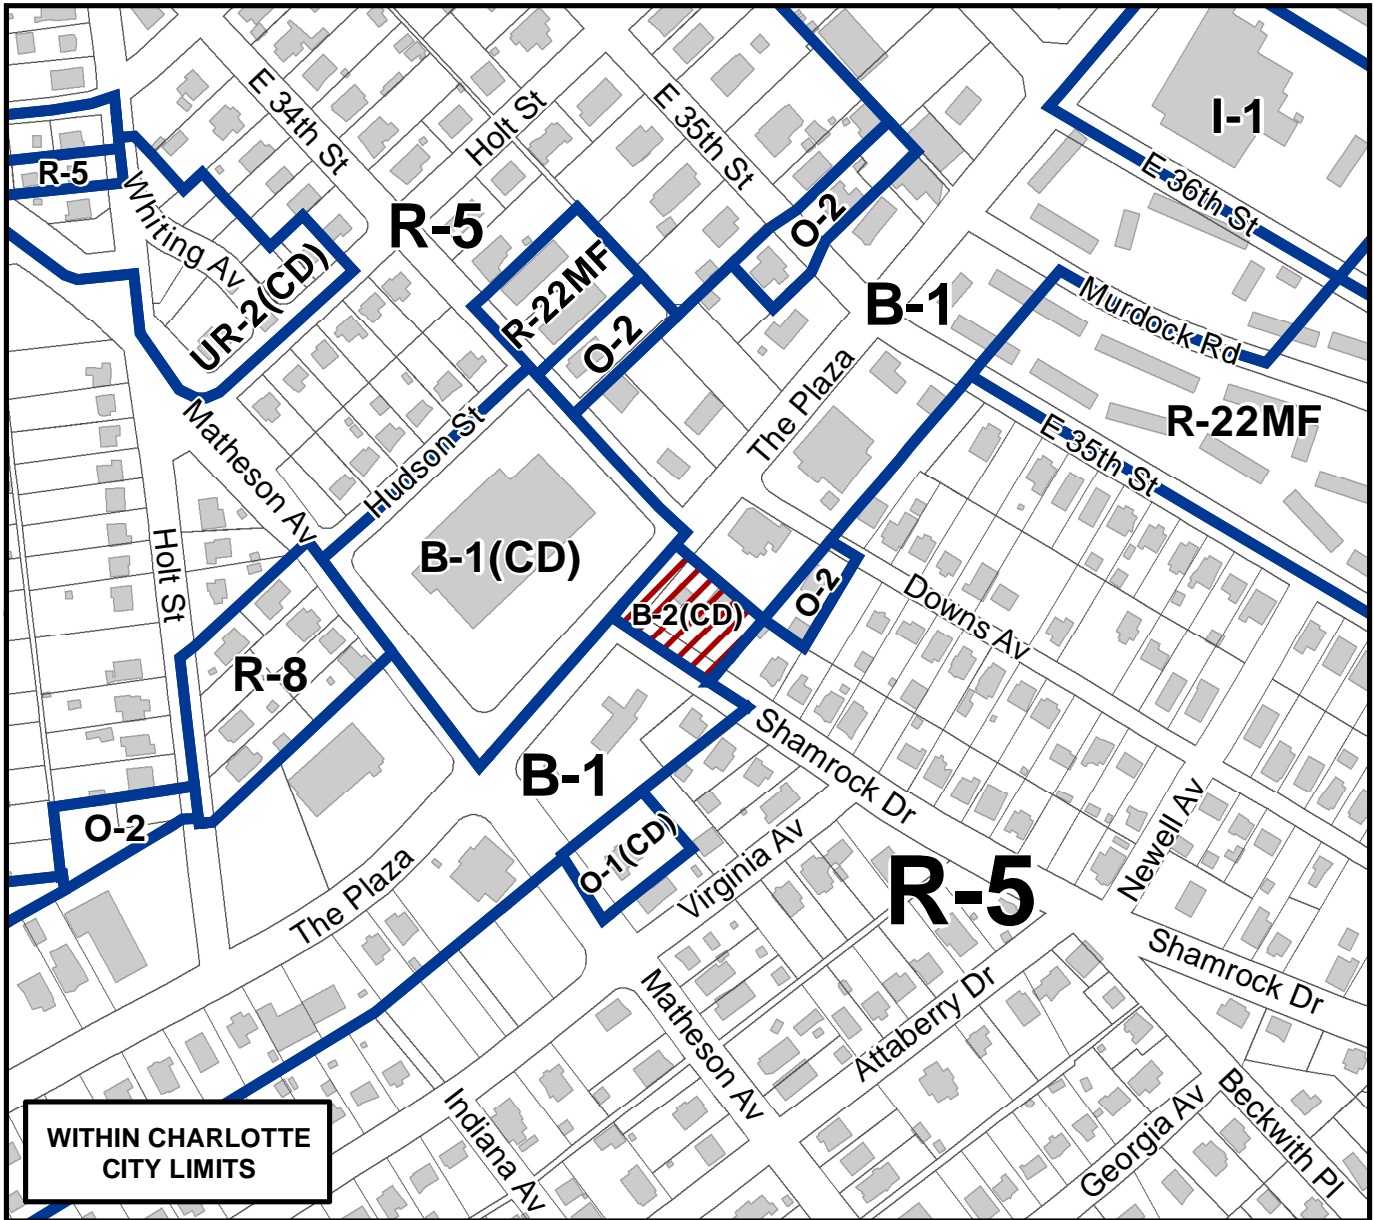 E 34th St
Holt St
E 35th St
I-1
E 36th St
R-5
Whiting Av
R-5
O-2
UR-2(CD)
R-22MF
B-1
Murdock Rd
O-2
The Plaza
R-22MF
Matheson Av
Hudson St
E 35th St
Holt St
B-1(CD)
B-2(CD)
O-2
Downs Av
R-8
Shamrock Dr
B-1
O-2
O-1(CD)
Virginia Av
Newell Av
The Plaza
R-5
Shamrock Dr
Matheson Av
Attaberry Dr
Indiana Av
Georgia Av
Beckwith Pl
WITHIN CHARLOTTE
CITY LIMITS